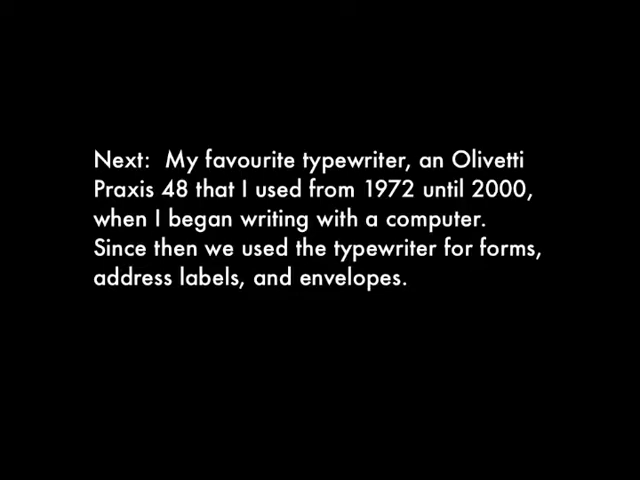 Next:  My favourite typewriter, an Olivetti
Praxis 48 that I used from 1972 until 2000,
when I began writing with a computer.
Since then we used the typewriter for forms,
address labels, and envelopes.